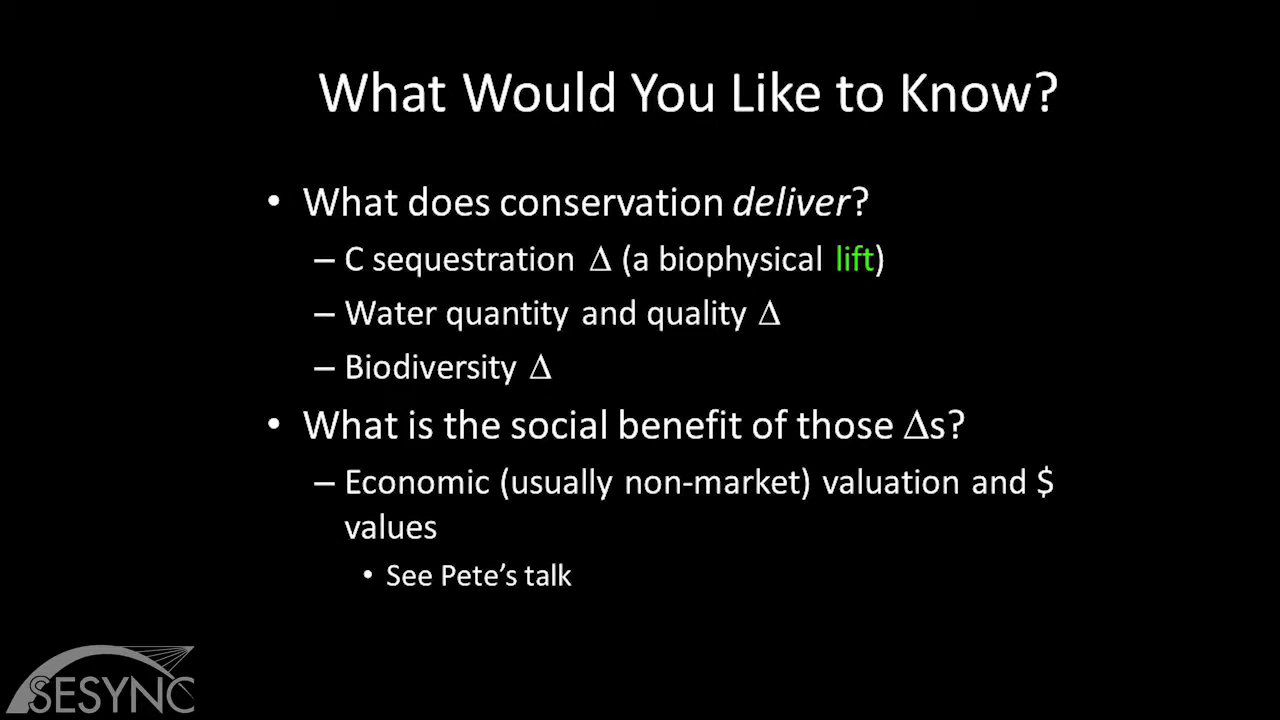 What Would You Like to Know?
• What does conservation deliver?
– C sequestration Δ (a biophysical lift)
– Water quantity and quality Δ
– Biodiversity Δ
• What is the social benefit of those Δs?
– Economic (usually non-market) valuation and $
values
• See Pete’s talk
SESYNC